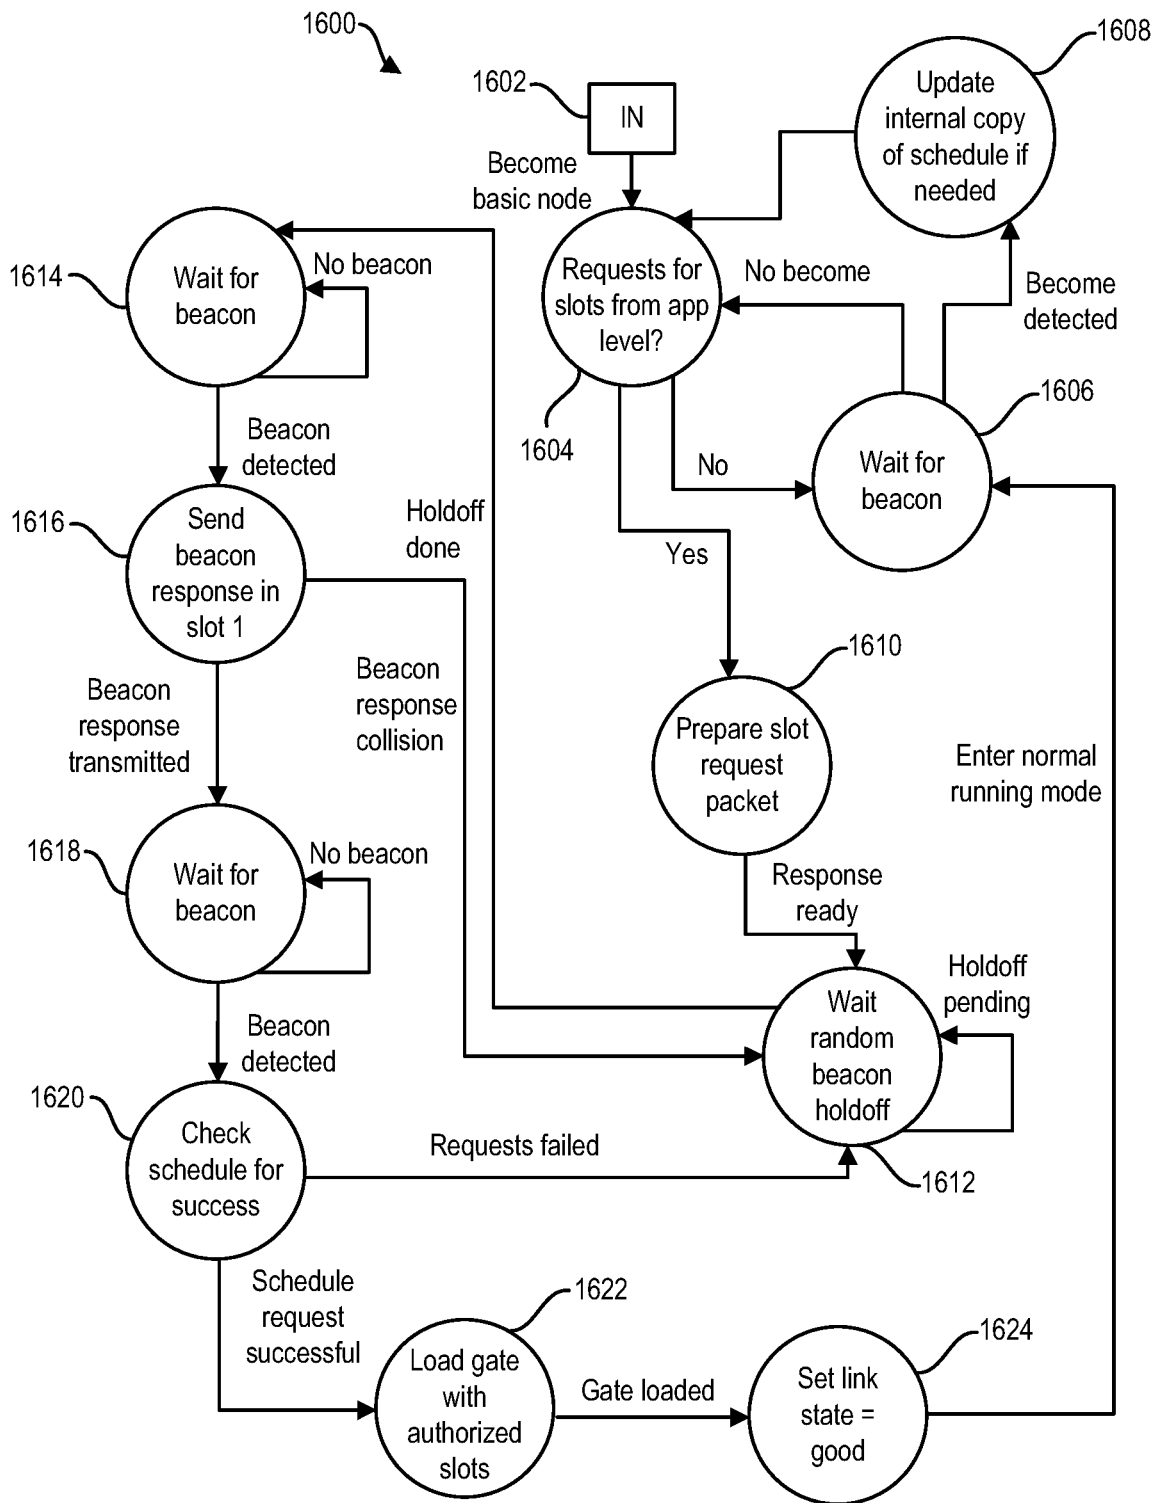 1600
1602
IN
Become
basic node
1608
Update
internal copy
of schedule if
needed
1614
Wait for
beacon
No beacon
Requests for
slots from app
level?
1604
No become
Become
detected
1606
Wait for
beacon
No
Yes
Beacon
detected
1616
Send
beacon
response in
slot 1
Holdoff
done
Beacon
response
collision
Beacon
response
transmitted
1610
Prepare slot
request
packet
Enter normal
running mode
1618
Wait for
beacon
No beacon
Response
ready
Wait
random
beacon
holdoff
Holdoff
pending
1612
Beacon
detected
1620
Check
schedule for
success
Requests failed
Schedule
request
successful
1622
Load gate
with
authorized
slots
Gate loaded
1624
Set link
state =
good